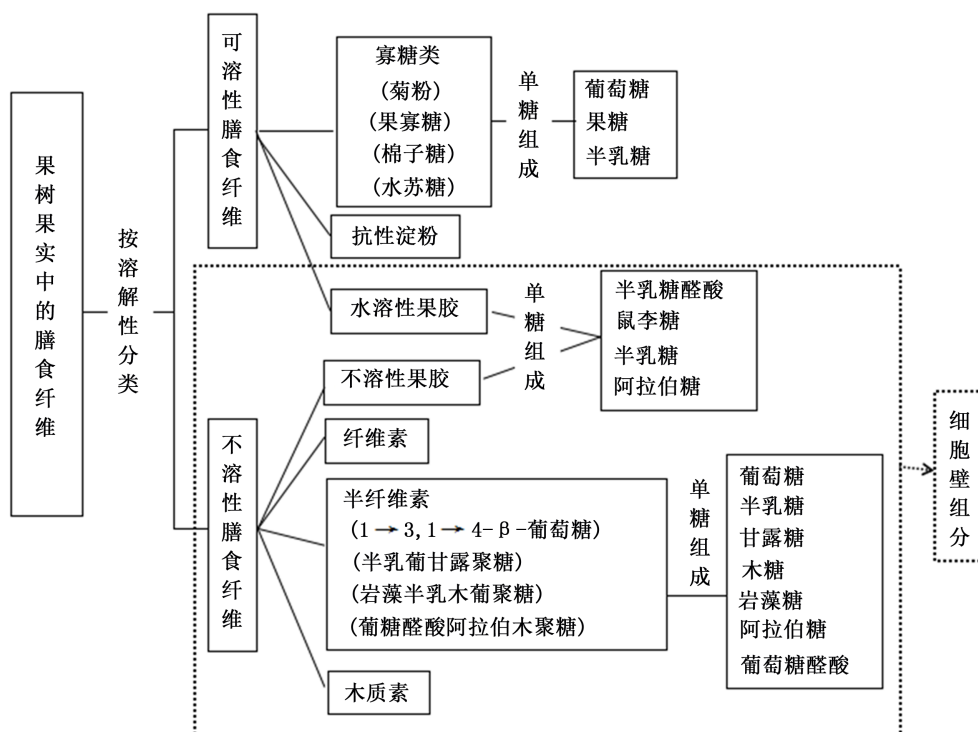 果树果实中的膳食纤维
按溶解性分类
可溶性膳食纤维
寡糖类
(菊粉)
(果寡糖)
(棉子糖)
(水苏糖)
单糖组成
葡萄糖
果糖
半乳糖
抗性淀粉
水溶性果胶
不溶性果胶
单糖组成
半乳糖醛酸
鼠李糖
半乳糖
阿拉伯糖
不溶性膳食纤维
纤维素
半纤维素
(1→3,1→4-β-葡萄糖)
(半乳葡甘露聚糖)
(岩藻半乳木葡聚糖)
(葡糖醛酸阿拉伯木聚糖)
单糖组成
葡萄糖
半乳糖
甘露糖
木糖
岩藻糖
阿拉伯糖
葡萄糖醛酸
木质素
细胞壁组分